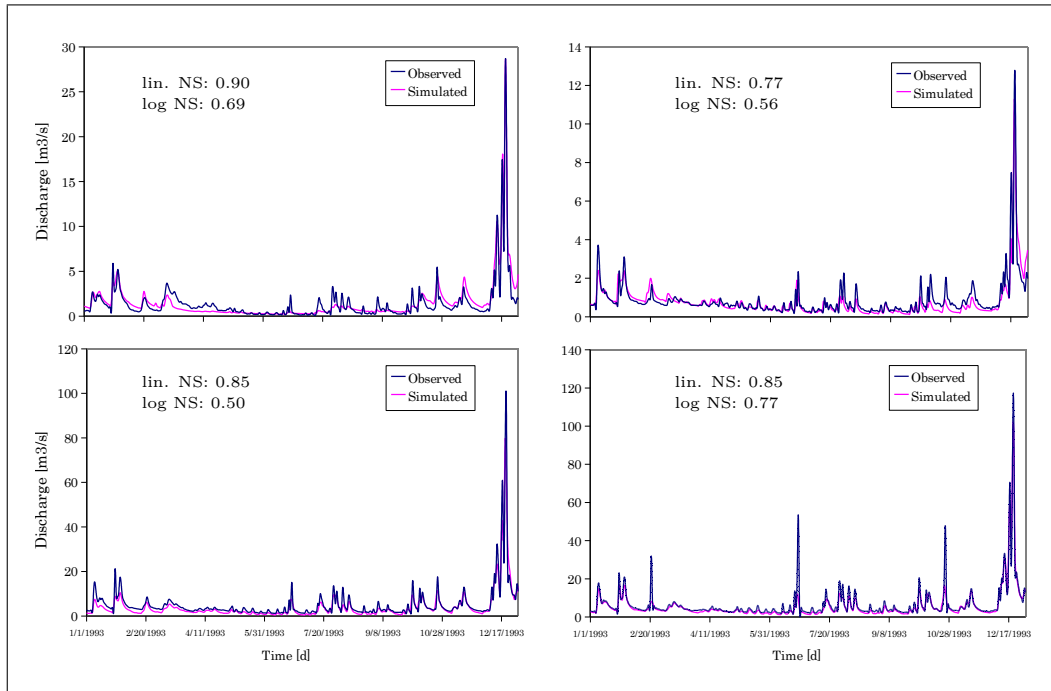 30
25
20
15
10
5
0
Discharge [m3/s]
lin. NS: 0.90
log NS: 0.69
Observed
Simulated
14
12
10
8
6
4
2
0
lin. NS: 0.77
log NS: 0.56
Observed
Simulated
120
100
80
60
40
20
0
Discharge [m3/s]
lin. NS: 0.85
log NS: 0.50
Observed
Simulated
1/1/1993 2/20/1993 4/11/1993 5/31/1993 7/20/1993 9/8/1993 10/28/1993 12/17/1993
Time [d]
140
120
100
80
60
40
20
0
lin. NS: 0.85
log NS: 0.77
Observed
Simulated
1/1/1993 2/20/1993 4/11/1993 5/31/1993 7/20/1993 9/8/1993 10/28/1993 12/17/1993
Time [d]